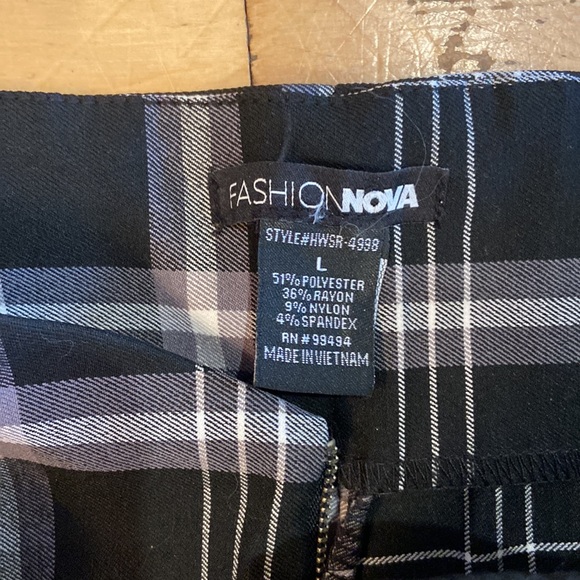 FASHIONNOVA
STYLE#HWSR-4998
L
51% POLYESTER
36% RAYON
9% NYLON
4% SPANDEX
RN # 99494
MADE IN VIETNAM